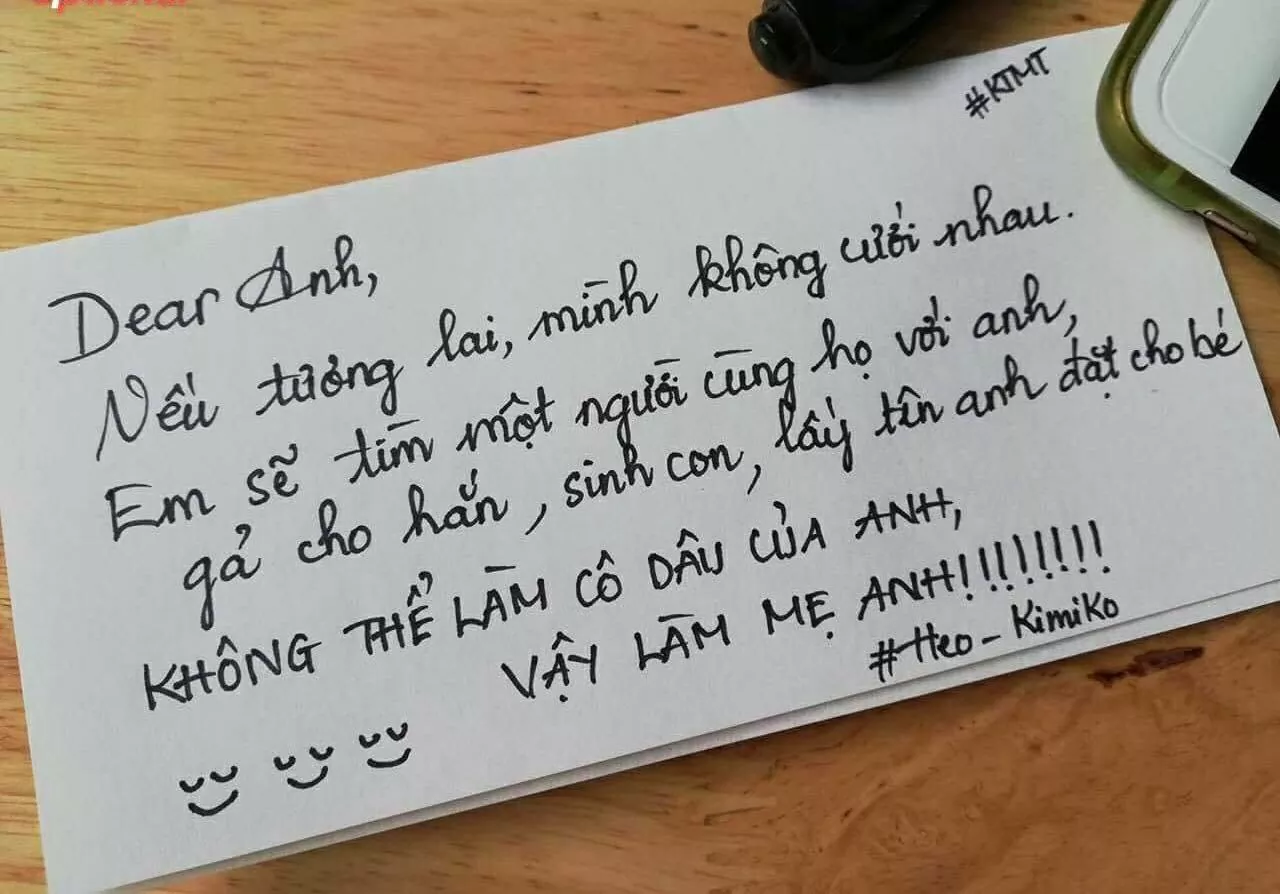 #KTMT
Dear Anh,
Nếu tương lai, mình không cưới nhau.
Em sẽ tìm một người cùng họ với anh,
gả cho hắn, sinh con, lấy tên anh đặt cho bé
KHÔNG THỂ LÀM CÔ DÂU CỦA ANH,
VẬY LÀM MẸ ANH!!!!!!!!
#Heo_KimiKo